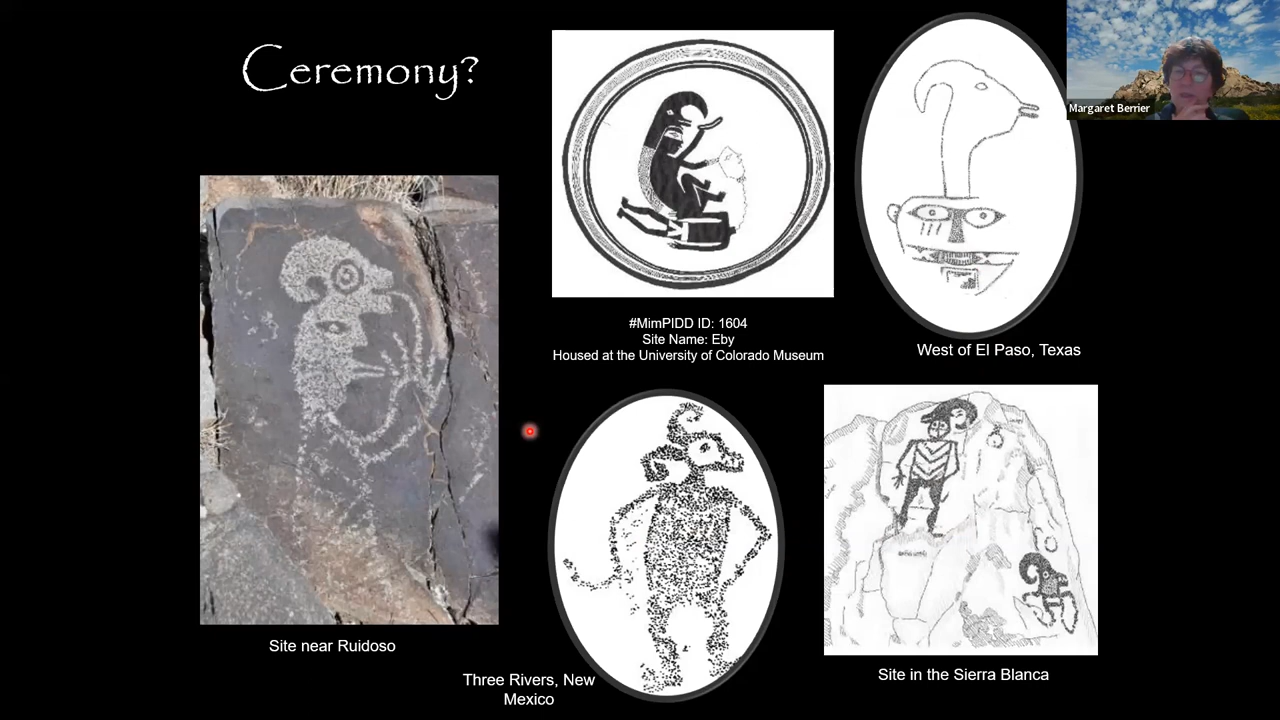 Ceremony?
Margaret Berrier
#MimPIDD ID: 1604
Site Name: Eby
Housed at the University of Colorado Museum
West of El Paso, Texas
Site near Ruidoso
Three Rivers, New
Mexico
Site in the Sierra Blanca